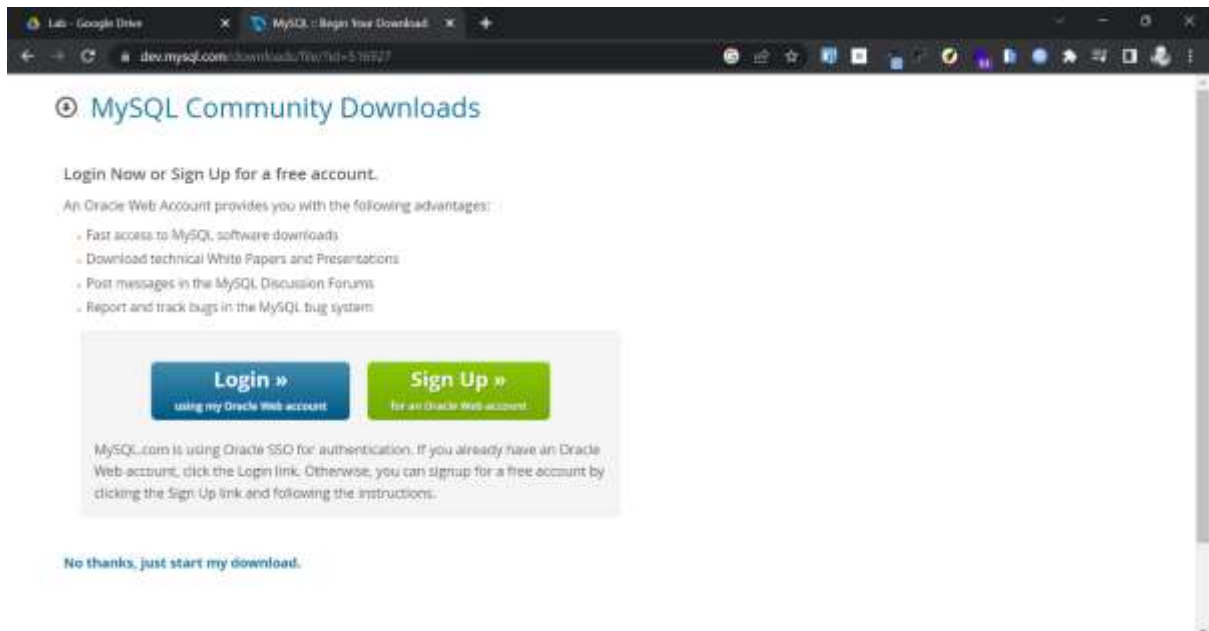 Lab - Google Drive
MySQL :: Begin Your Download
dev.mysql.com/downloads/file/?id=516927
MySQL Community Downloads
Login Now or Sign Up for a free account.
An Oracle Web Account provides you with the following advantages:
Fast access to MySQL software downloads
Download technical White Papers and Presentations
Post messages in the MySQL Discussion Forums
Report and track bugs in the MySQL bug system
Login »
using my Oracle Web account
Sign Up »
for an Oracle Web account
MySQL.com is using Oracle SSO for authentication. If you already have an Oracle
Web account, click the Login link. Otherwise, you can signup for a free account by
clicking the Sign Up link and following the instructions.
No thanks, just start my download.